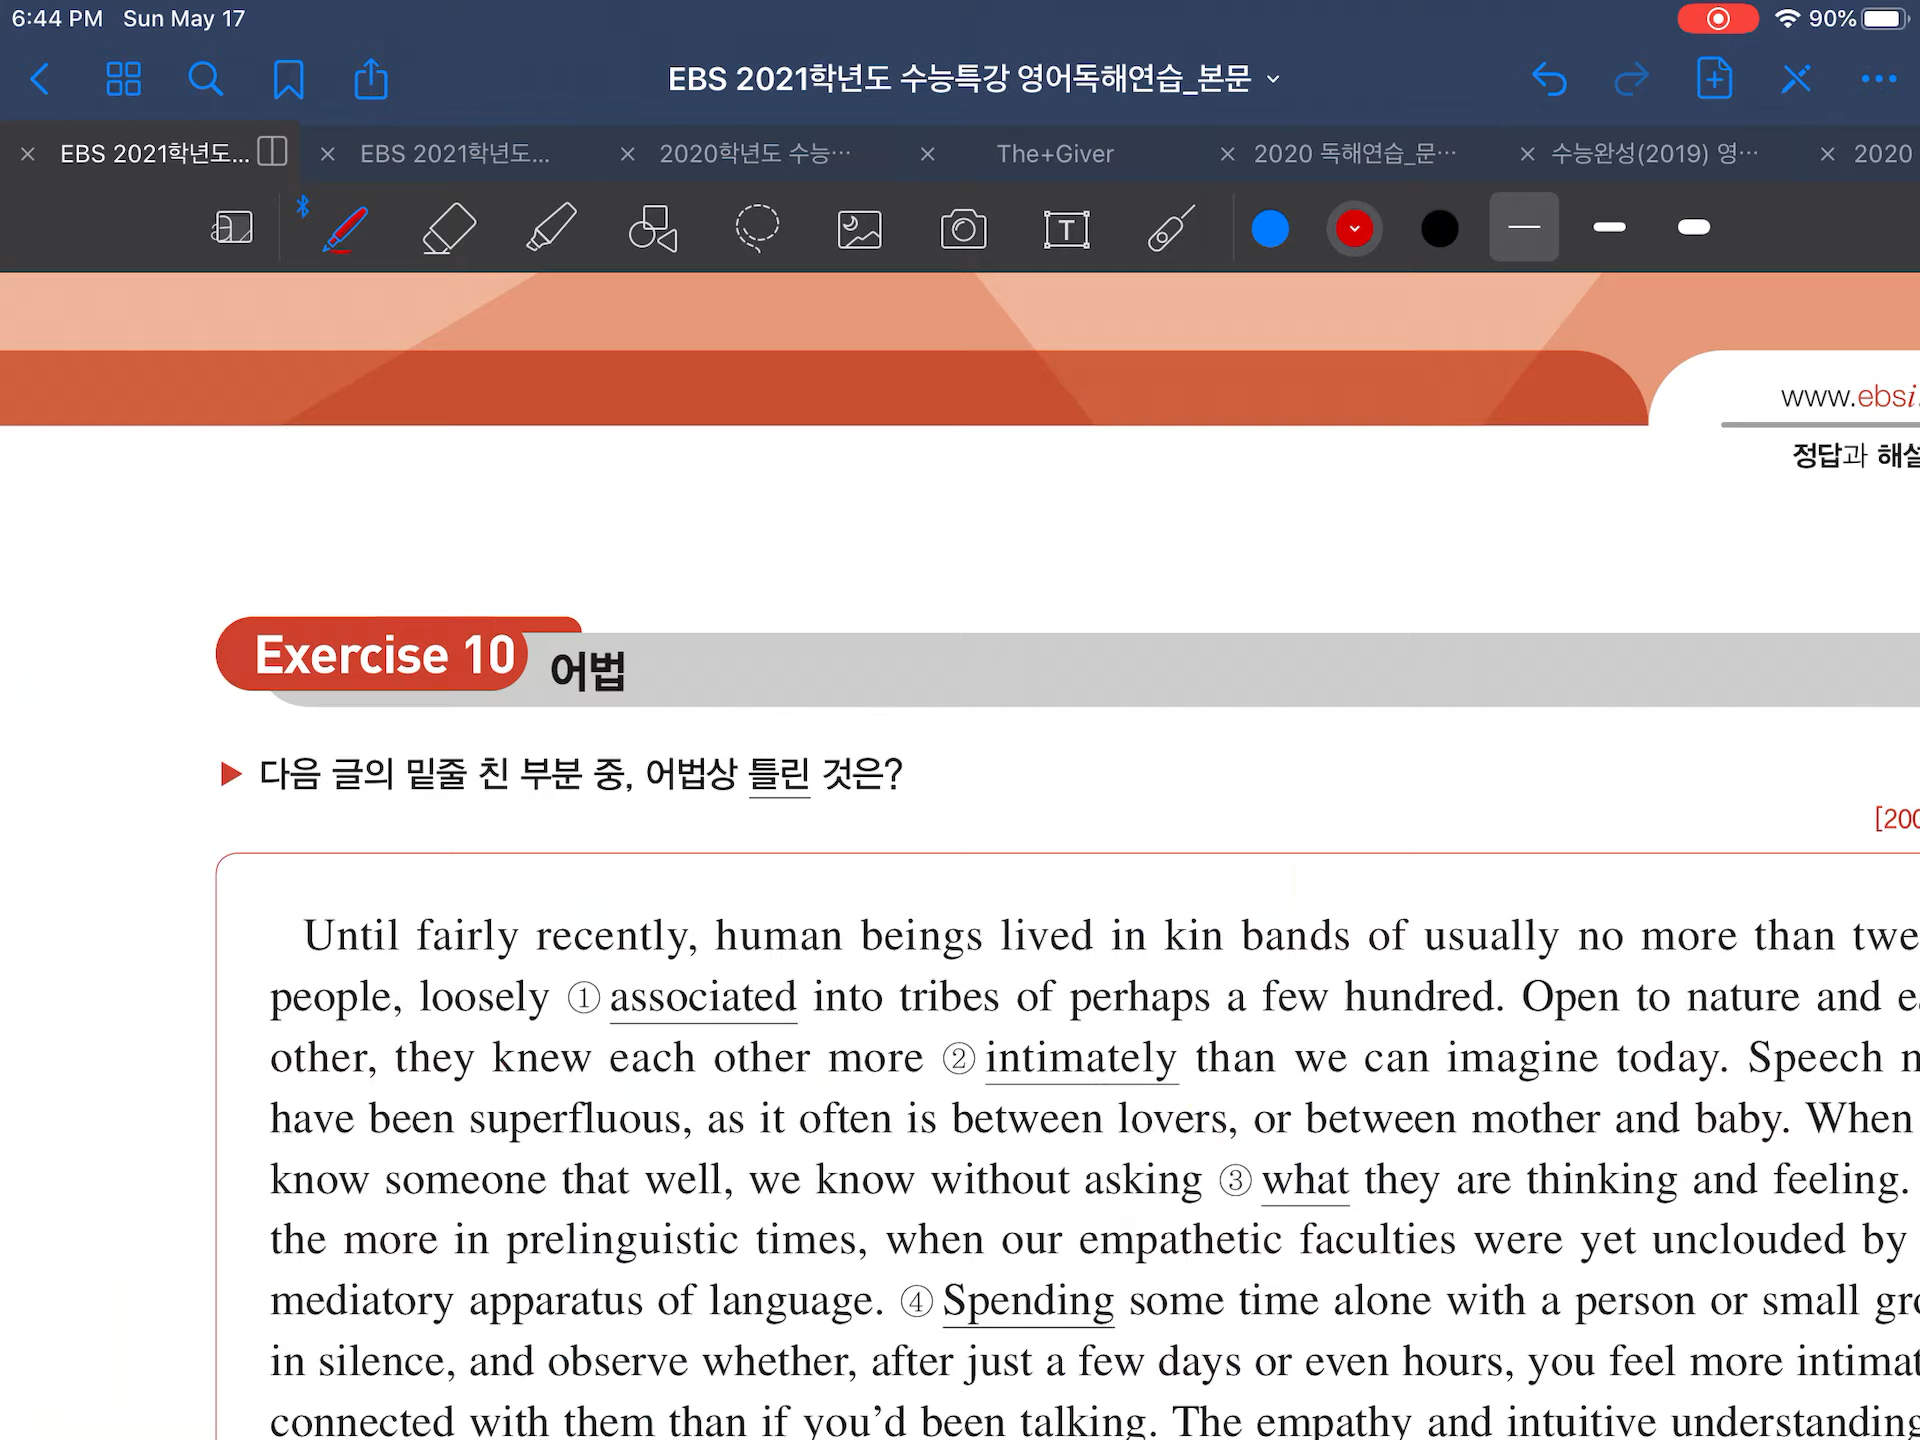 6:44 PM Sun May 17
90%
EBS 2021학년도 수능특강 영어독해연습_본문
EBS 2021학년도...
EBS 2021학년도...
2020학년도 수능...
The+Giver
2020 독해연습_문...
수능완성(2019) 영...
2020
T
www.ebsi.
정답과 해설
Exercise 10 어법
▶ 다음 글의 밑줄 친 부분 중, 어법상 틀린 것은?
[200
Until fairly recently, human beings lived in kin bands of usually no more than twe
people, loosely ① associated into tribes of perhaps a few hundred. Open to nature and ea
other, they knew each other more ② intimately than we can imagine today. Speech m
have been superfluous, as it often is between lovers, or between mother and baby. When
know someone that well, we know without asking ③ what they are thinking and feeling.
the more in prelinguistic times, when our empathetic faculties were yet unclouded by
mediatory apparatus of language. ④ Spending some time alone with a person or small gro
in silence, and observe whether, after just a few days or even hours, you feel more intimat
connected with them than if you'd been talking. The empathy and intuitive understanding